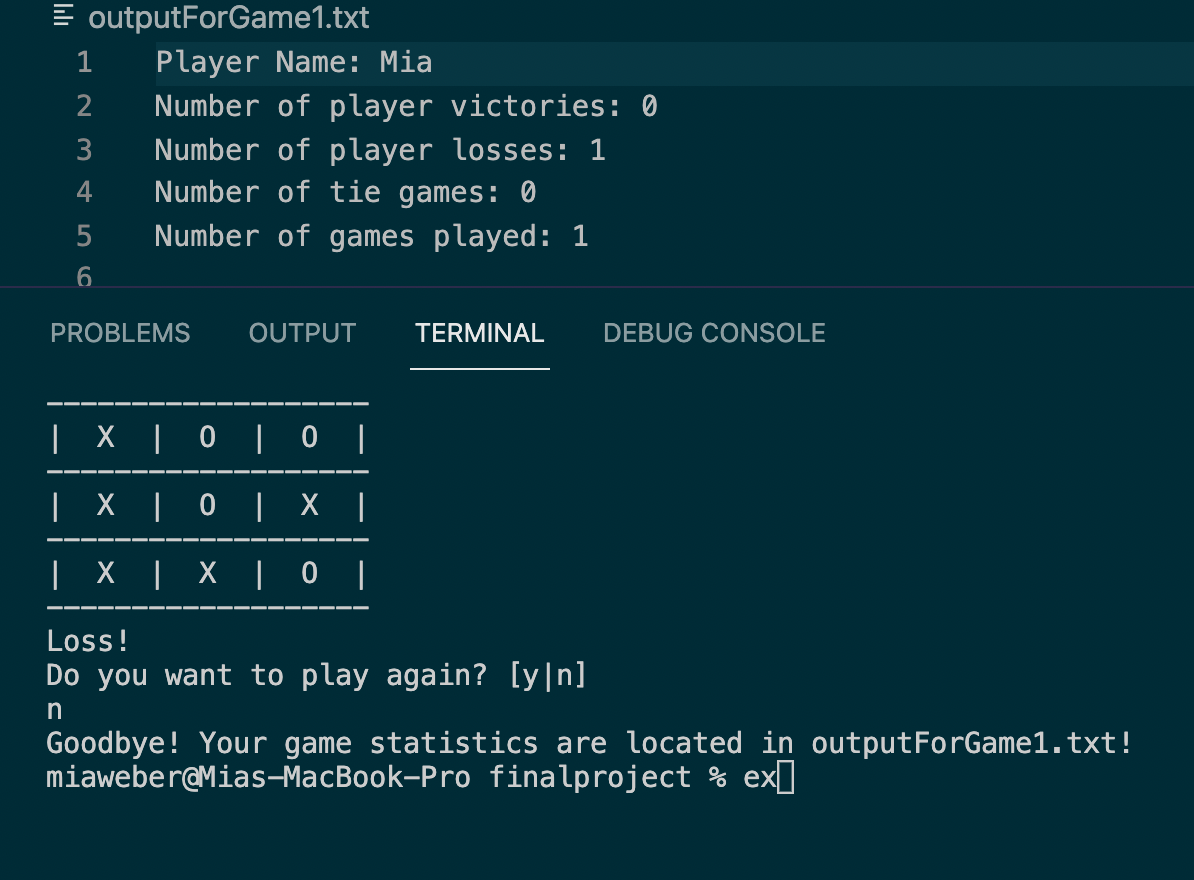 outputForGame1.txt
1 Player Name: Mia
2 Number of player victories: 0
3 Number of player losses: 1
4 Number of tie games: 0
5 Number of games played: 1
6
PROBLEMS OUTPUT TERMINAL DEBUG CONSOLE
-------------------
|  X  |  O  |  O  |
-------------------
|  X  |  O  |  X  |
-------------------
|  X  |  X  |  O  |
-------------------
Loss!
Do you want to play again? [y|n]
n
Goodbye! Your game statistics are located in outputForGame1.txt!
miaweber@Mias-MacBook-Pro finalproject % ex